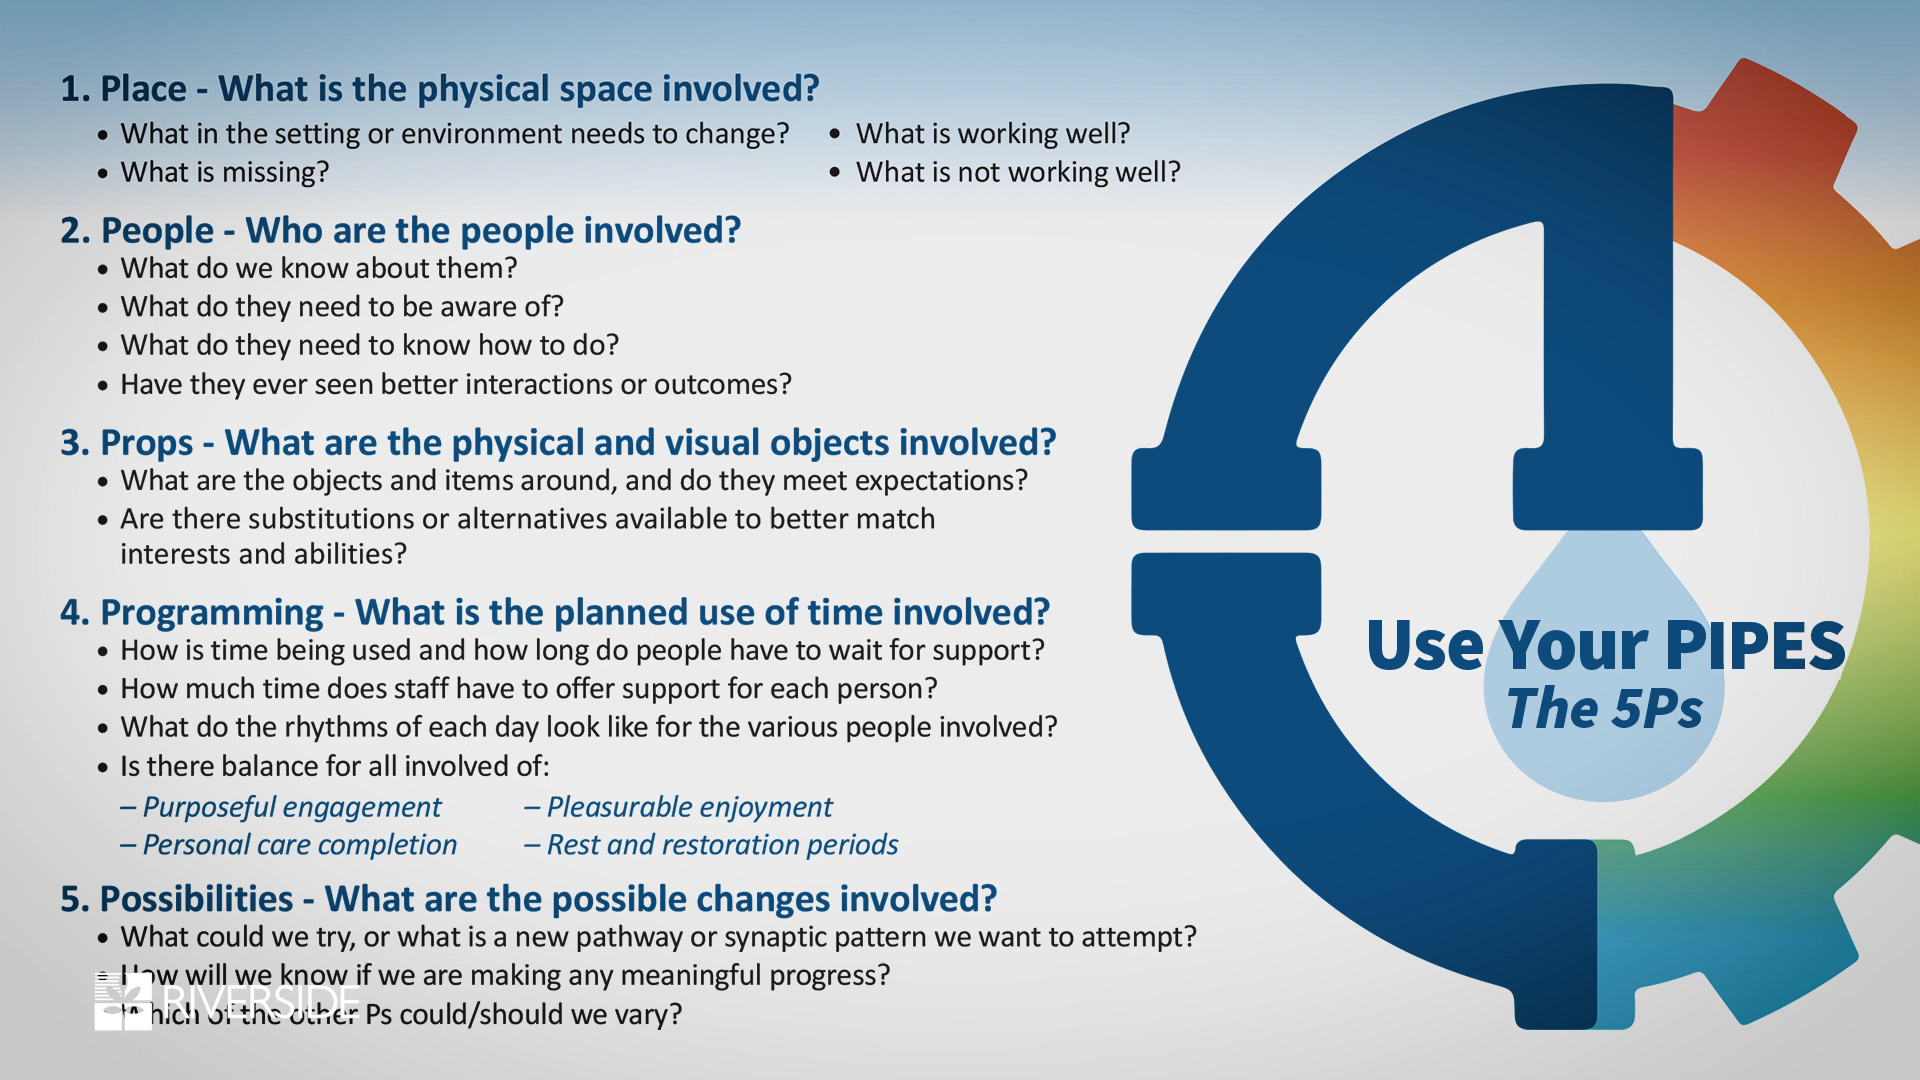 1. Place - What is the physical space involved?
• What in the setting or environment needs to change?
• What is missing?
• What is working well?
• What is not working well?
2. People - Who are the people involved?
• What do we know about them?
• What do they need to be aware of?
• What do they need to know how to do?
• Have they ever seen better interactions or outcomes?
3. Props - What are the physical and visual objects involved?
• What are the objects and items around, and do they meet expectations?
• Are there substitutions or alternatives available to better match
interests and abilities?
4. Programming - What is the planned use of time involved?
• How is time being used and how long do people have to wait for support?
• How much time does staff have to offer support for each person?
• What do the rhythms of each day look like for the various people involved?
• Is there balance for all involved of:
– Purposeful engagement
– Personal care completion
– Pleasurable enjoyment
– Rest and restoration periods
5. Possibilities - What are the possible changes involved?
• What could we try, or what is a new pathway or synaptic pattern we want to attempt?
• How will we know if we are making any meaningful progress?
• Which of the other Ps could/should we vary?
RIVERSIDE
Use Your PIPES
The 5Ps